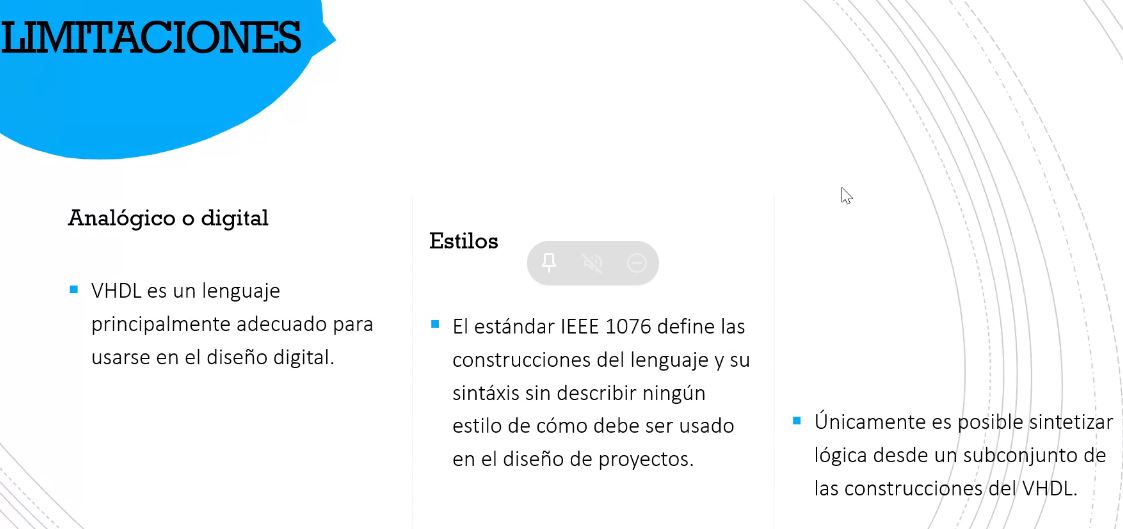 LIMITACIONES
Analógico o digital
VHDL es un lenguaje
principalmente adecuado para
usarse en el diseño digital.
Estilos
El estándar IEEE 1076 define las
construcciones del lenguaje y su
sintáxis sin describir ningún
estilo de cómo debe ser usado
en el diseño de proyectos.
Únicamente es posible sintetizar
lógica desde un subconjunto de
las construcciones del VHDL.